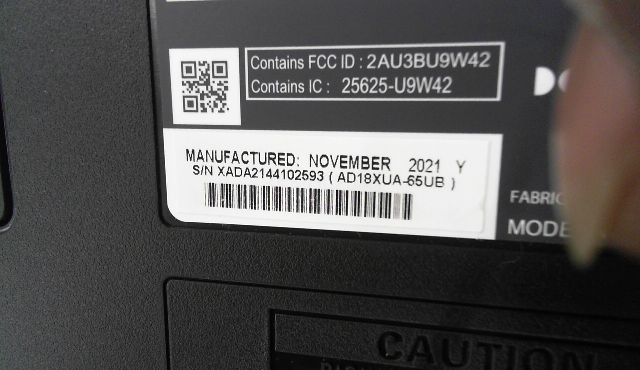 Contains FCC ID : 2AU3BU9W42
Contains IC : 25625-U9W42
MANUFACTURED: NOVEMBER 2021 Y
S/N XADA2144102593 ( AD18XUA-65UB )
CAUTION